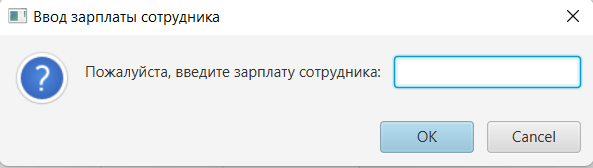 Ввод зарплаты сотрудника
Пожалуйста, введите зарплату сотрудника:
OK
Cancel